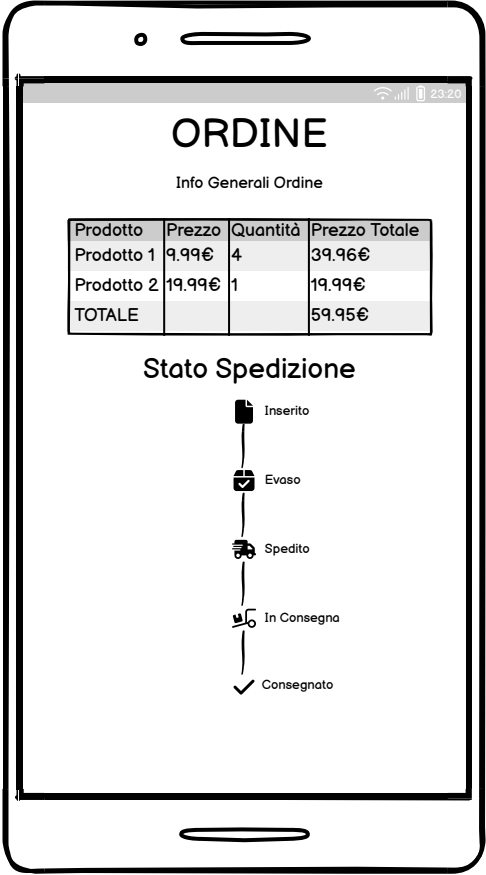 23:20
ORDINE
Info Generali Ordine
Prodotto Prezzo Quantità Prezzo Totale
Prodotto 1 9.99€ 4 39.96€
Prodotto 2 19.99€ 1 19.99€
TOTALE 59.95€
Stato Spedizione
Inserito
Evaso
Spedito
In Consegna
Consegnato